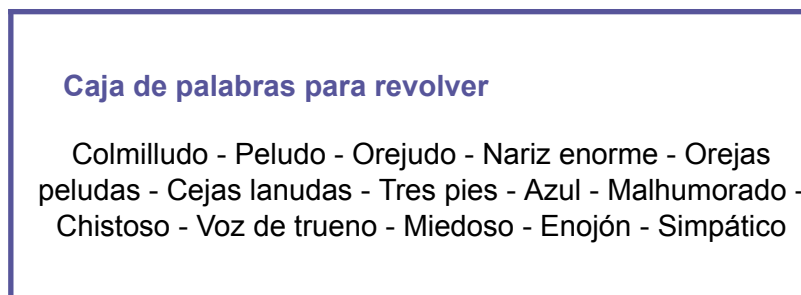 Caja de palabras para revolver
Colmilludo - Peludo - Orejudo - Nariz enorme - Orejas
peludas - Cejas lanudas - Tres pies - Azul - Malhumorado -
Chistoso - Voz de trueno - Miedoso - Enojón - Simpático